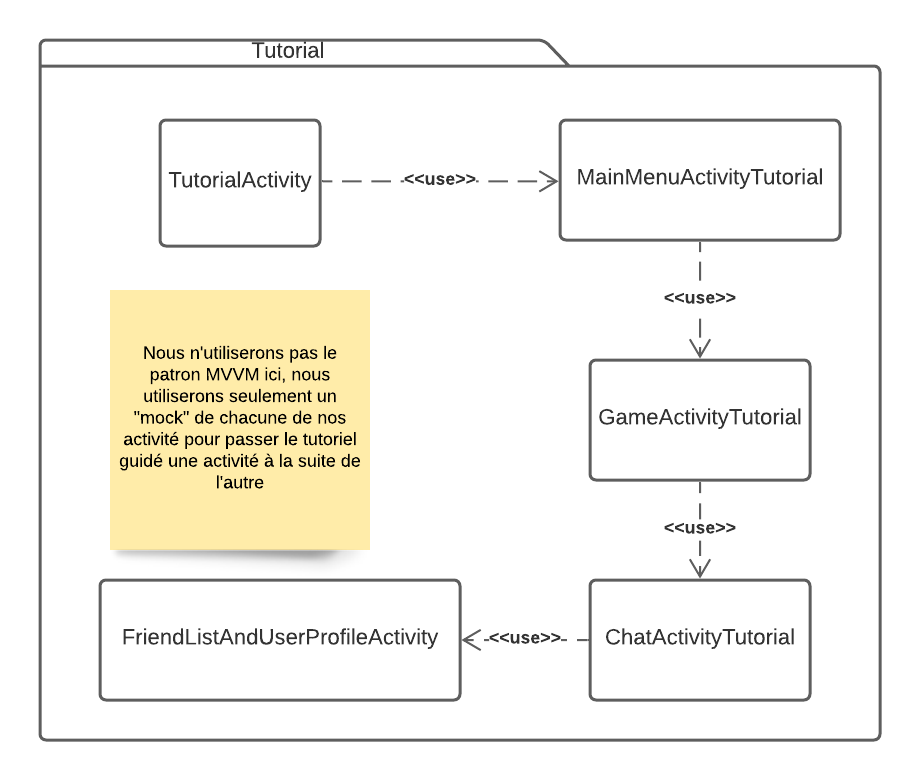 Tutorial
TutorialActivity
<<use>>
MainMenuActivityTutorial
<<use>>
Nous n'utiliserons pas le
patron MVVM ici, nous
utiliserons seulement un
"mock" de chacune de nos
activité pour passer le tutoriel
guidé une activité à la suite de
l'autre
GameActivityTutorial
<<use>>
FriendListAndUserProfileActivity
<<use>>
ChatActivityTutorial